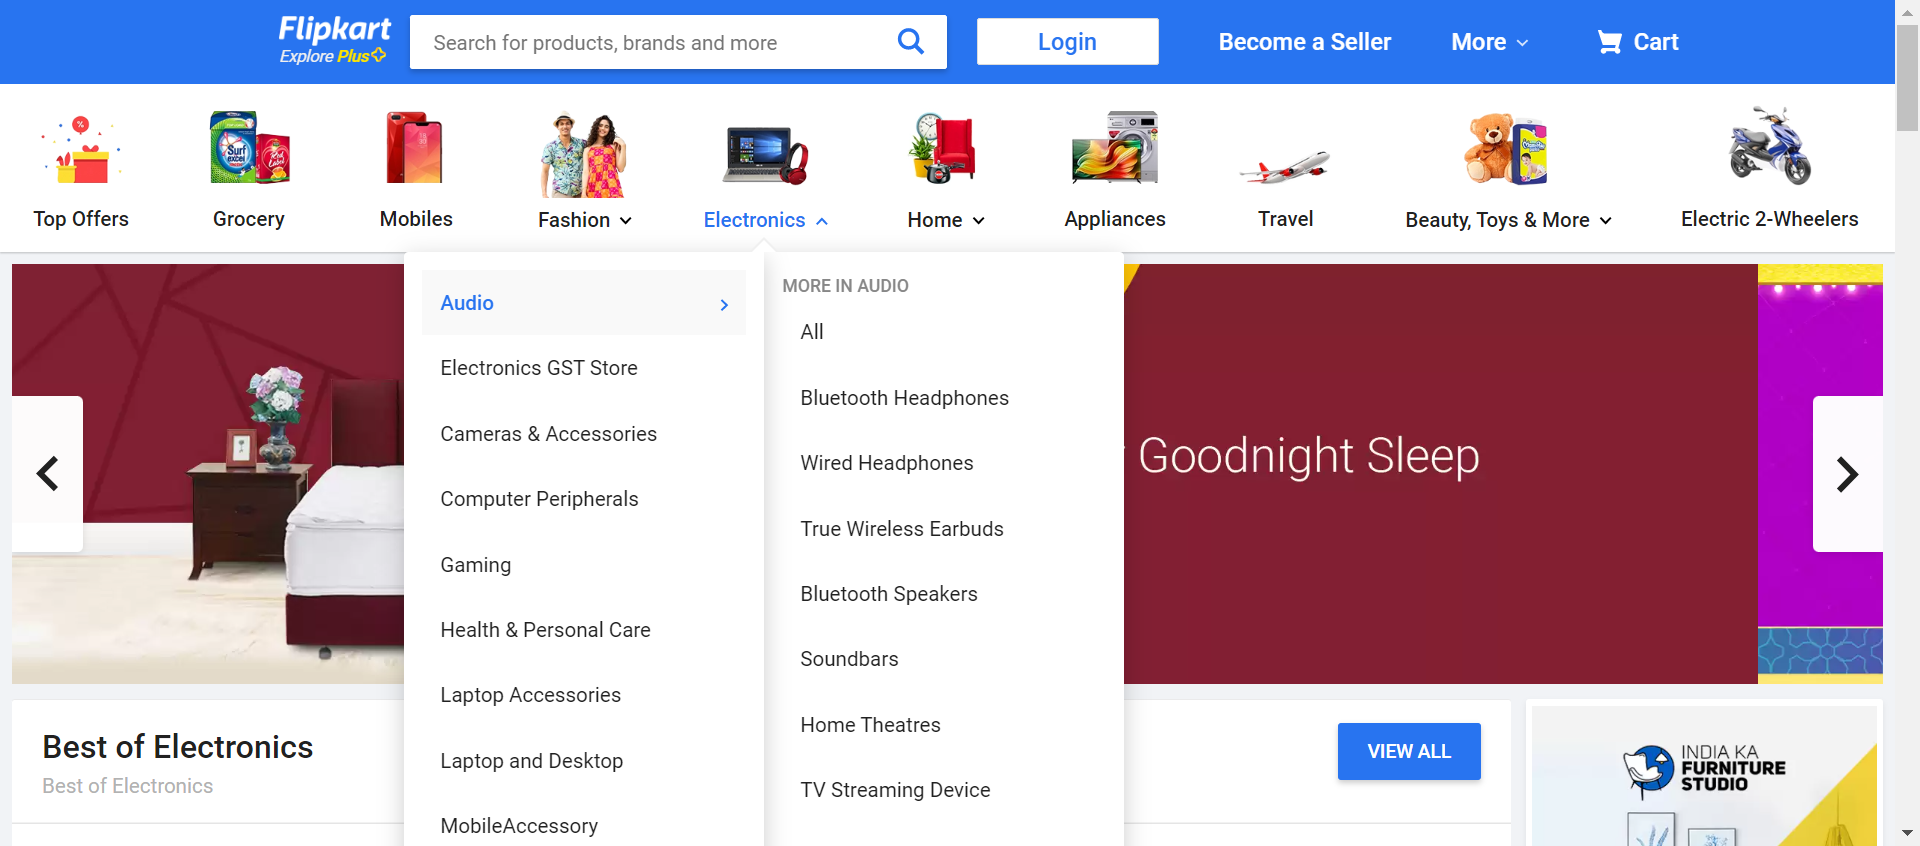 Flipkart
Explore Plus
Search for products, brands and more
Login
Become a Seller
More
Cart
Surf excel
Red Label
Top Offers
Grocery
Mobiles
Fashion
Electronics
Home
Appliances
Travel
Beauty, Toys & More
Electric 2-Wheelers
Audio
Electronics GST Store
Cameras & Accessories
Computer Peripherals
Gaming
Health & Personal Care
Laptop Accessories
Laptop and Desktop
MobileAccessory
MORE IN AUDIO
All
Bluetooth Headphones
Wired Headphones
True Wireless Earbuds
Bluetooth Speakers
Soundbars
Home Theatres
TV Streaming Device
Goodnight Sleep
Best of Electronics
Best of Electronics
VIEW ALL
INDIA KA
FURNITURE
STUDIO